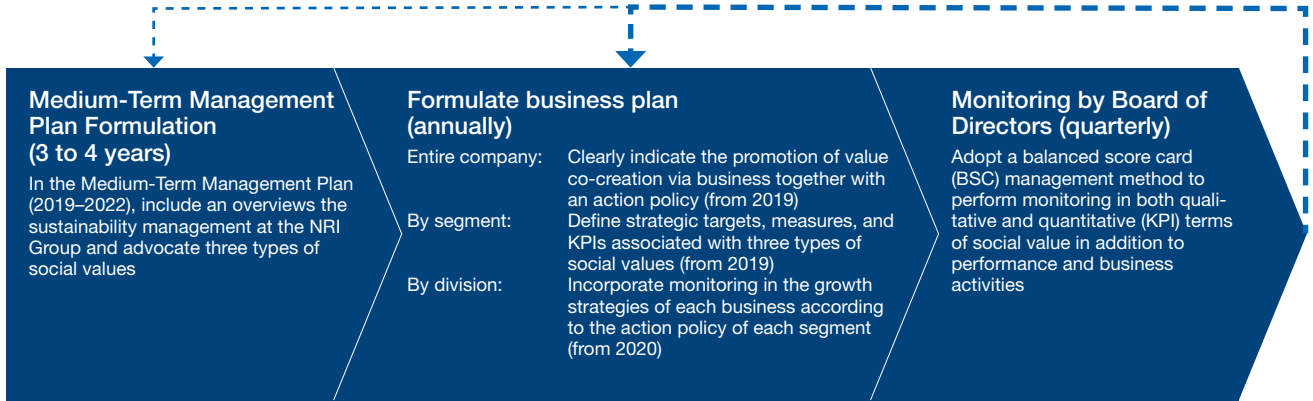 Medium-Term Management
Plan Formulation
(3 to 4 years)
In the Medium-Term Management Plan
(2019–2022), include an overviews the
sustainability management at the NRI
Group and advocate three types of
social values
Formulate business plan
(annually)
Entire company: Clearly indicate the promotion of value
co-creation via business together with
an action policy (from 2019)
By segment: Define strategic targets, measures, and
KPIs associated with three types of
social values (from 2019)
By division: Incorporate monitoring in the growth
strategies of each business according
to the action policy of each segment
(from 2020)
Monitoring by Board of
Directors (quarterly)
Adopt a balanced score card
(BSC) management method to
perform monitoring in both quali-
tative and quantitative (KPI) terms
of social value in addition to
performance and business
activities